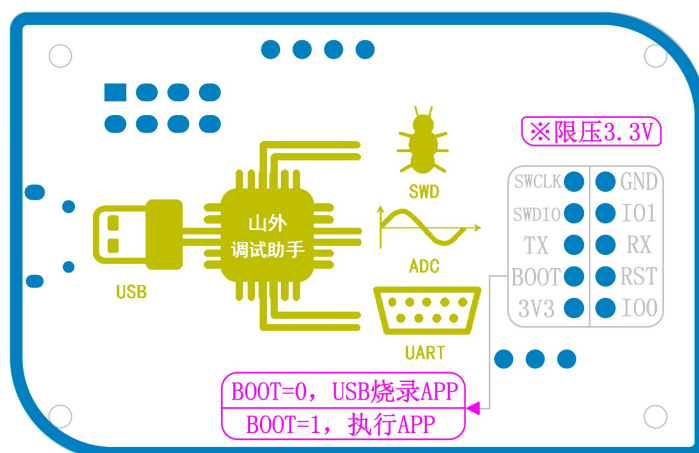 ※限压3.3V
SWD
SWCLK GND
SWDIO IO1
山外
调试助手
TX RX
ADC
BOOT RST
USB
3V3 IO0
UART
BOOT=0, USB烧录APP
BOOT=1, 执行APP